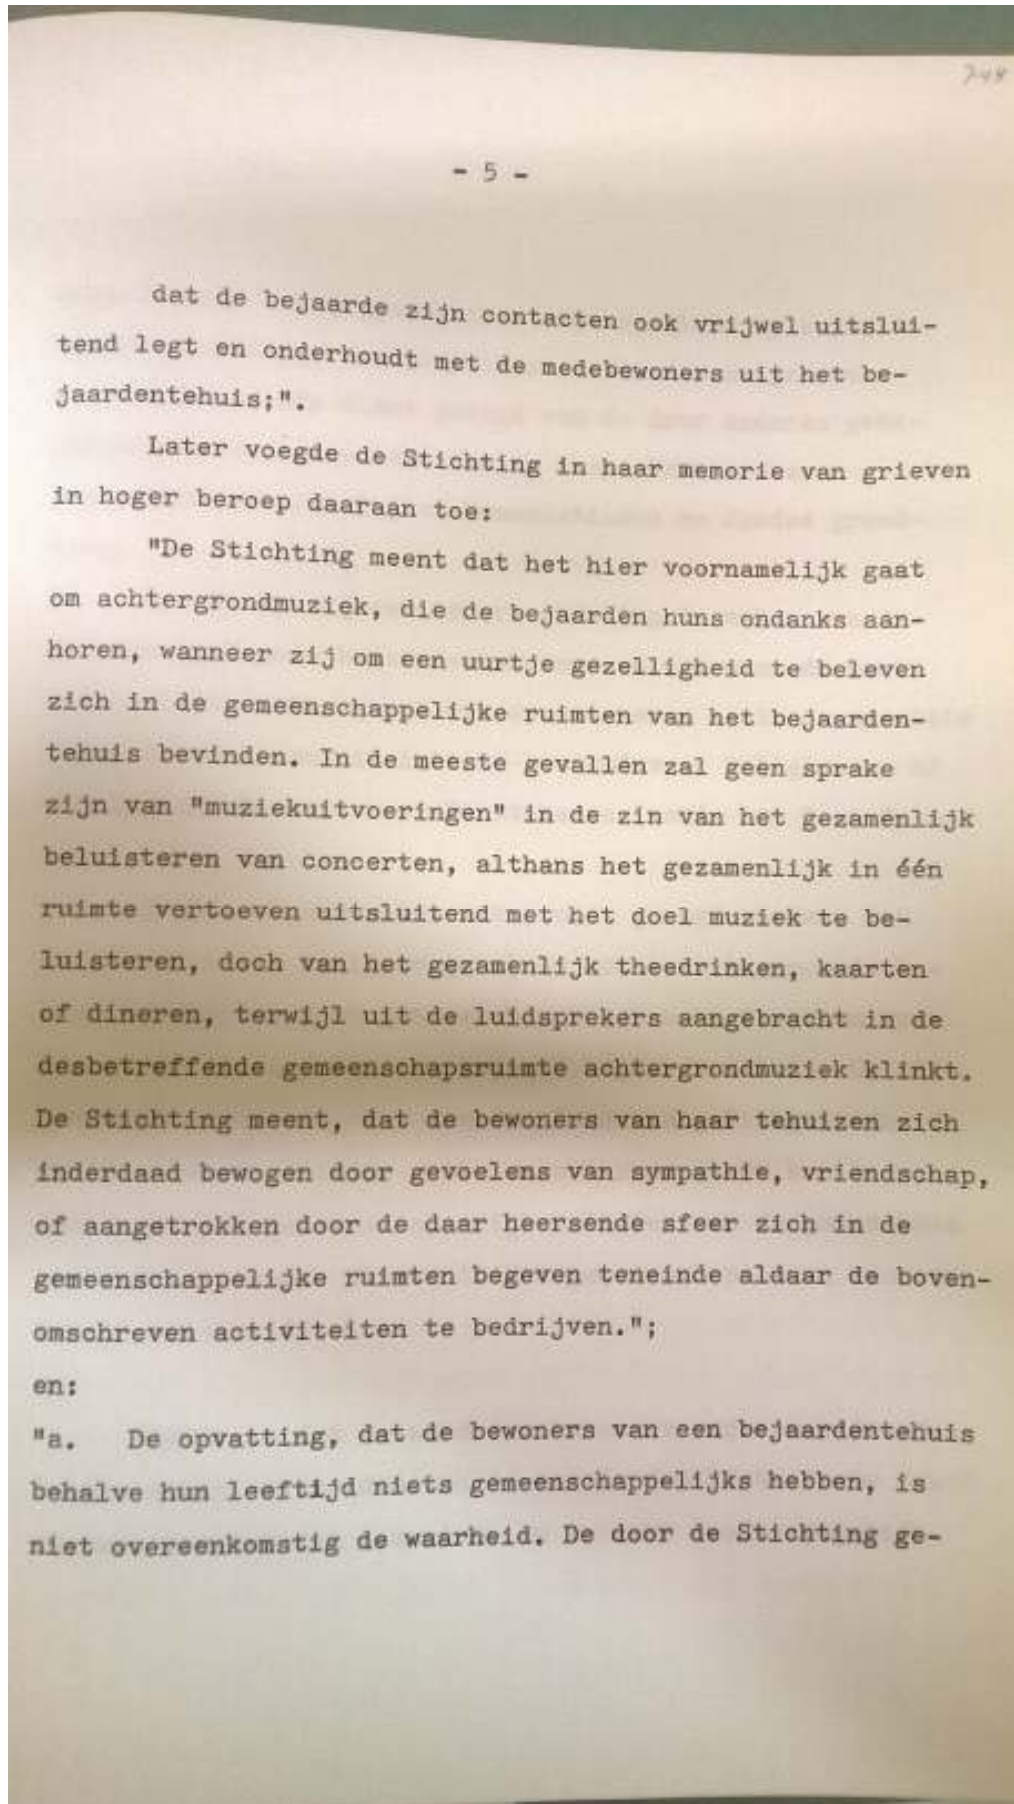 744
- 5 -
dat de bejaarde zijn contacten ook vrijwel uitslui-
tend legt en onderhoudt met de medebewoners uit het be-
jaardentehuis;".
Later voegde de Stichting in haar memorie van grieven
in hoger beroep daaraan toe:
"De Stichting meent dat het hier voornamelijk gaat
om achtergrondmuziek, die de bejaarden huns ondanks aan-
horen, wanneer zij om een uurtje gezelligheid te beleven
zich in de gemeenschappelijke ruimten van het bejaarden-
tehuis bevinden. In de meeste gevallen zal geen sprake
zijn van "muziekuitvoeringen" in de zin van het gezamenlijk
beluisteren van concerten, althans het gezamenlijk in één
ruimte vertoeven uitsluitend met het doel muziek te be-
luisteren, doch van het gezamenlijk theedrinken, kaarten
of dineren, terwijl uit de luidsprekers aangebracht in de
desbetreffende gemeenschapsruimte achtergrondmuziek klinkt.
De Stichting meent, dat de bewoners van haar tehuizen zich
inderdaad bewogen door gevoelens van sympathie, vriendschap,
of aangetrokken door de daar heersende sfeer zich in de
gemeenschappelijke ruimten begeven teneinde aldaar de boven-
omschreven activiteiten te bedrijven.";
en:
"a. De opvatting, dat de bewoners van een bejaardentehuis
behalve hun leeftijd niets gemeenschappelijks hebben, is
niet overeenkomstig de waarheid. De door de Stichting ge-